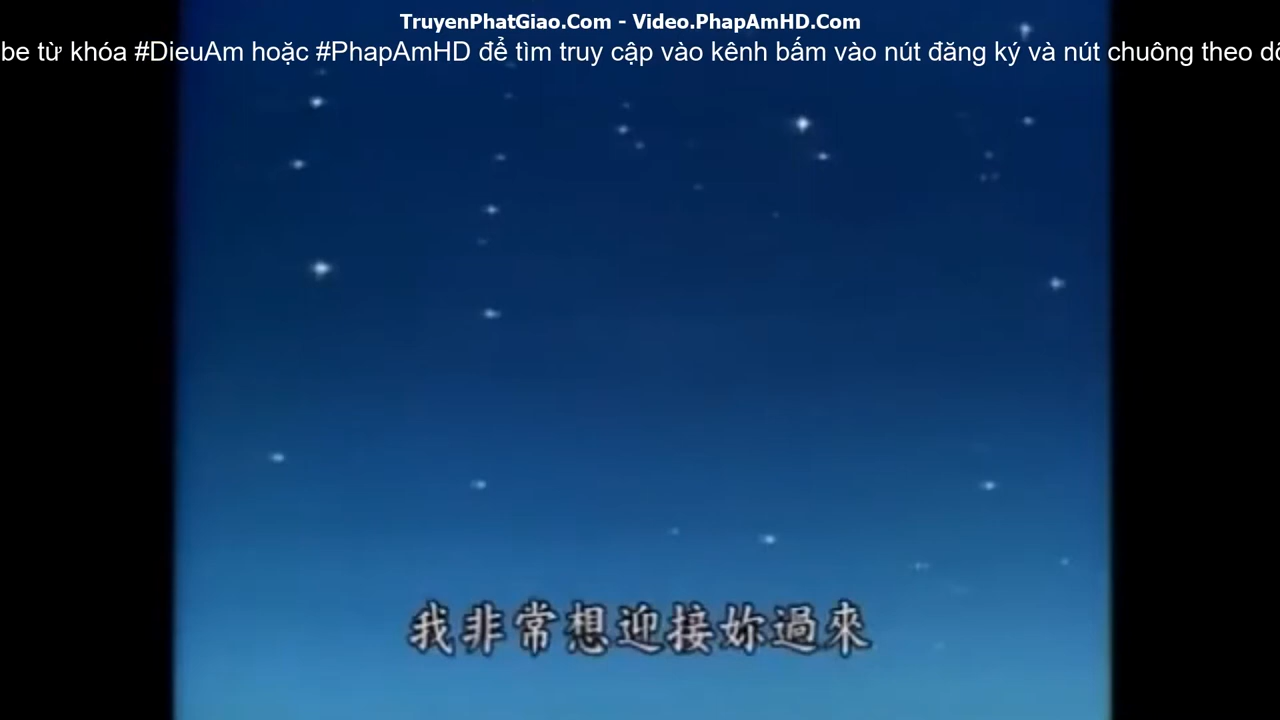 TruyenPhatGiao.Com - Video.PhapAmHD.Com
be từ khóa #DieuAm hoặc #PhapAmHD để tìm truy cập vào kênh bấm vào nút đăng ký và nút chuông theo dõ
我非常想迎接妳過來